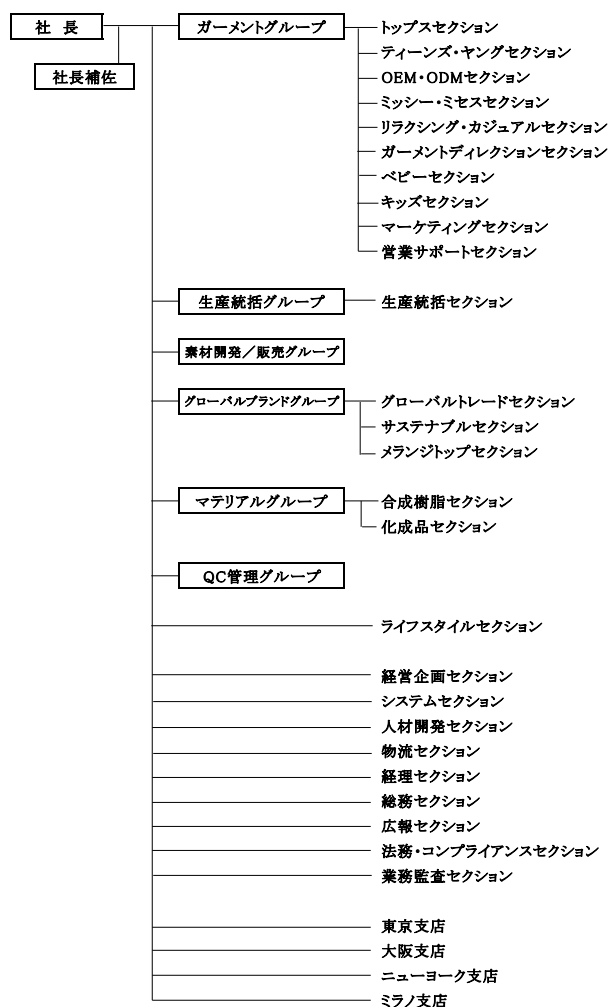 社 長
ガーメントグループ
トップスセクション
ティーンズ・ヤングセクション
社長補佐
OEM・ODMセクション
ミッシー・ミセスセクション
リラクシング・カジュアルセクション
ガーメントディレクションセクション
ベビーセクション
キッズセクション
マーケティングセクション
営業サポートセクション
生産統括グループ
生産統括セクション
素材開発／販売グループ
グローバルブランドグループ
グローバルトレードセクション
サステナブルセクション
メランジトップセクション
マテリアルグループ
合成樹脂セクション
化成品セクション
QC管理グループ
ライフスタイルセクション
経営企画セクション
システムセクション
人材開発セクション
物流セクション
経理セクション
総務セクション
広報セクション
法務・コンプライアンスセクション
業務監査セクション
東京支店
大阪支店
ニューヨーク支店
ミラノ支店